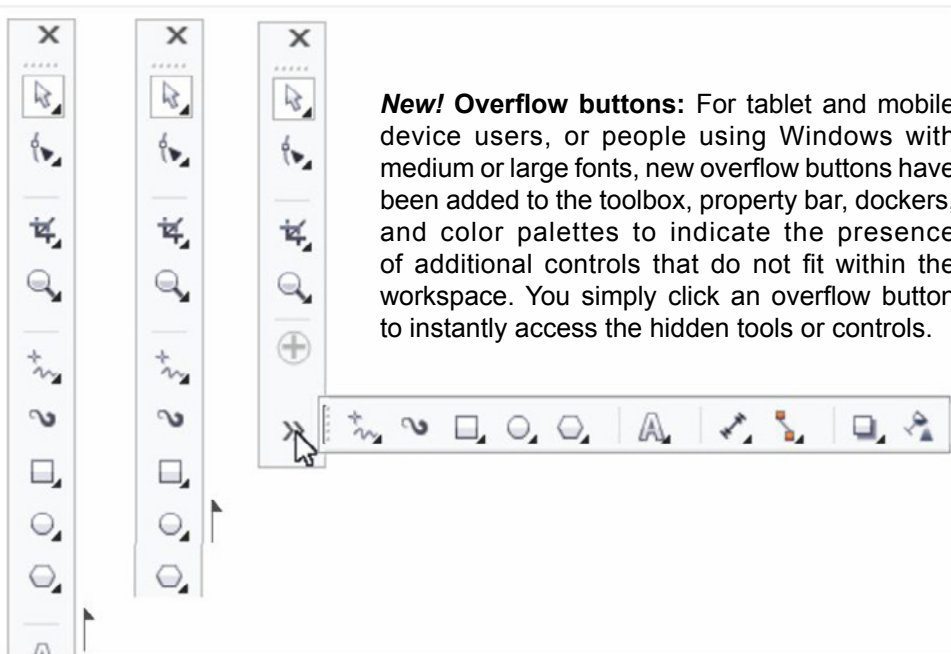 New! Overflow buttons: For tablet and mobile
device users, or people using Windows with
medium or large fonts, new overflow buttons have
been added to the toolbox, property bar, dockers,
and color palettes to indicate the presence
of additional controls that do not fit within the
workspace. You simply click an overflow button
to instantly access the hidden tools or controls.